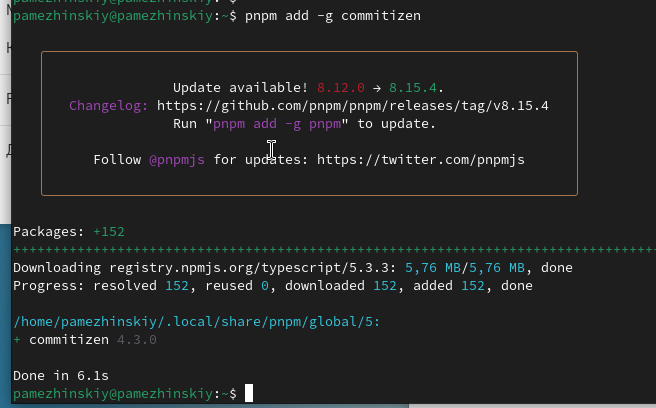 pamezhinskiy@pamezhinskiy:~$ pnpm add -g commitizen
Update available! 8.12.0 → 8.15.4.
Changelog: https://github.com/pnpm/pnpm/releases/tag/v8.15.4
Run "pnpm add -g pnpm" to update.
Follow @pnpmjs for updates: https://twitter.com/pnpmjs
Packages: +152
++++++++++++++++++++++++++++++++++++++++++++++++++++++++++++++++++++++++++++++++
Downloading registry.npmjs.org/typescript/5.3.3: 5,76 MB/5,76 MB, done
Progress: resolved 152, reused 0, downloaded 152, added 152, done
/home/pamezhinskiy/.local/share/pnpm/global/5:
+ commitizen 4.3.0
Done in 6.1s
pamezhinskiy@pamezhinskiy:~$